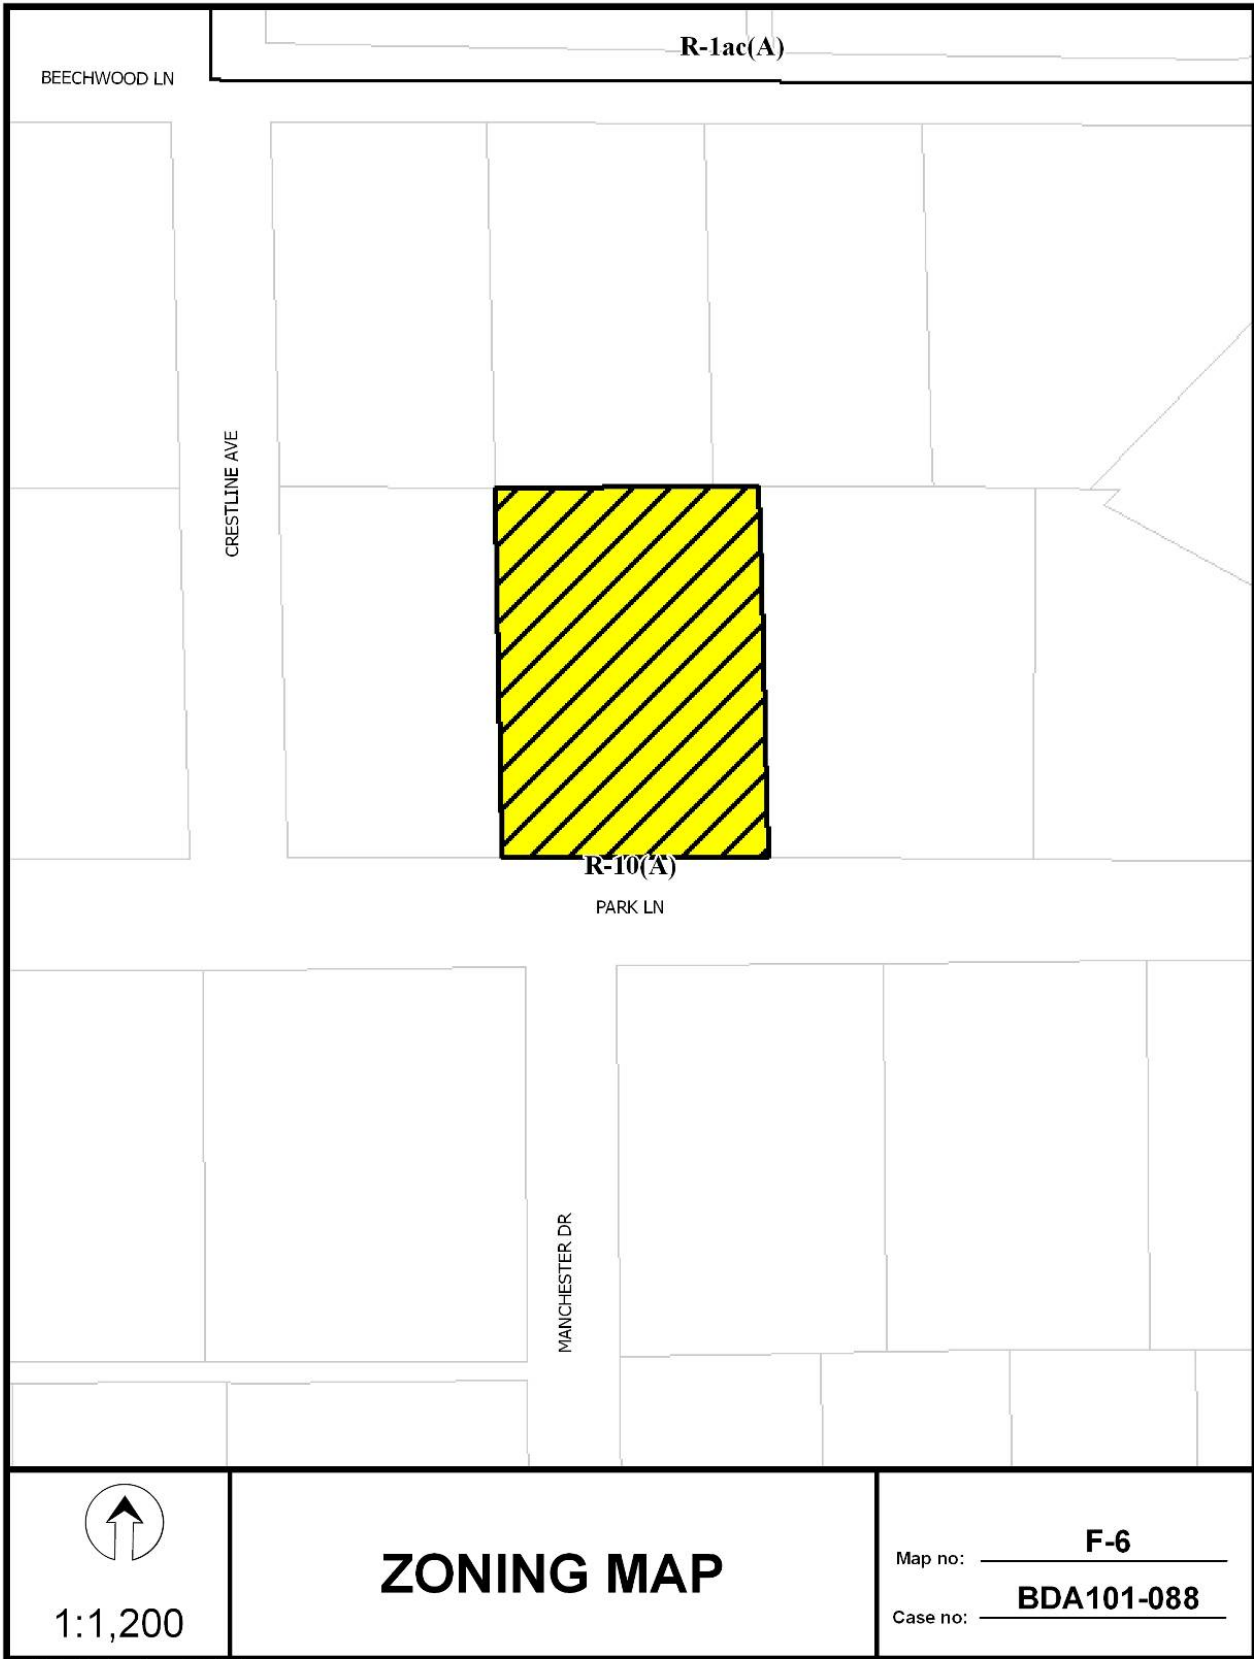 R-1ac(A)
BEECHWOOD LN
CRESTLINE AVE
R-10(A)
PARK LN
MANCHESTER DR
1:1,200
ZONING MAP
Map no: F-6
Case no: BDA101-088